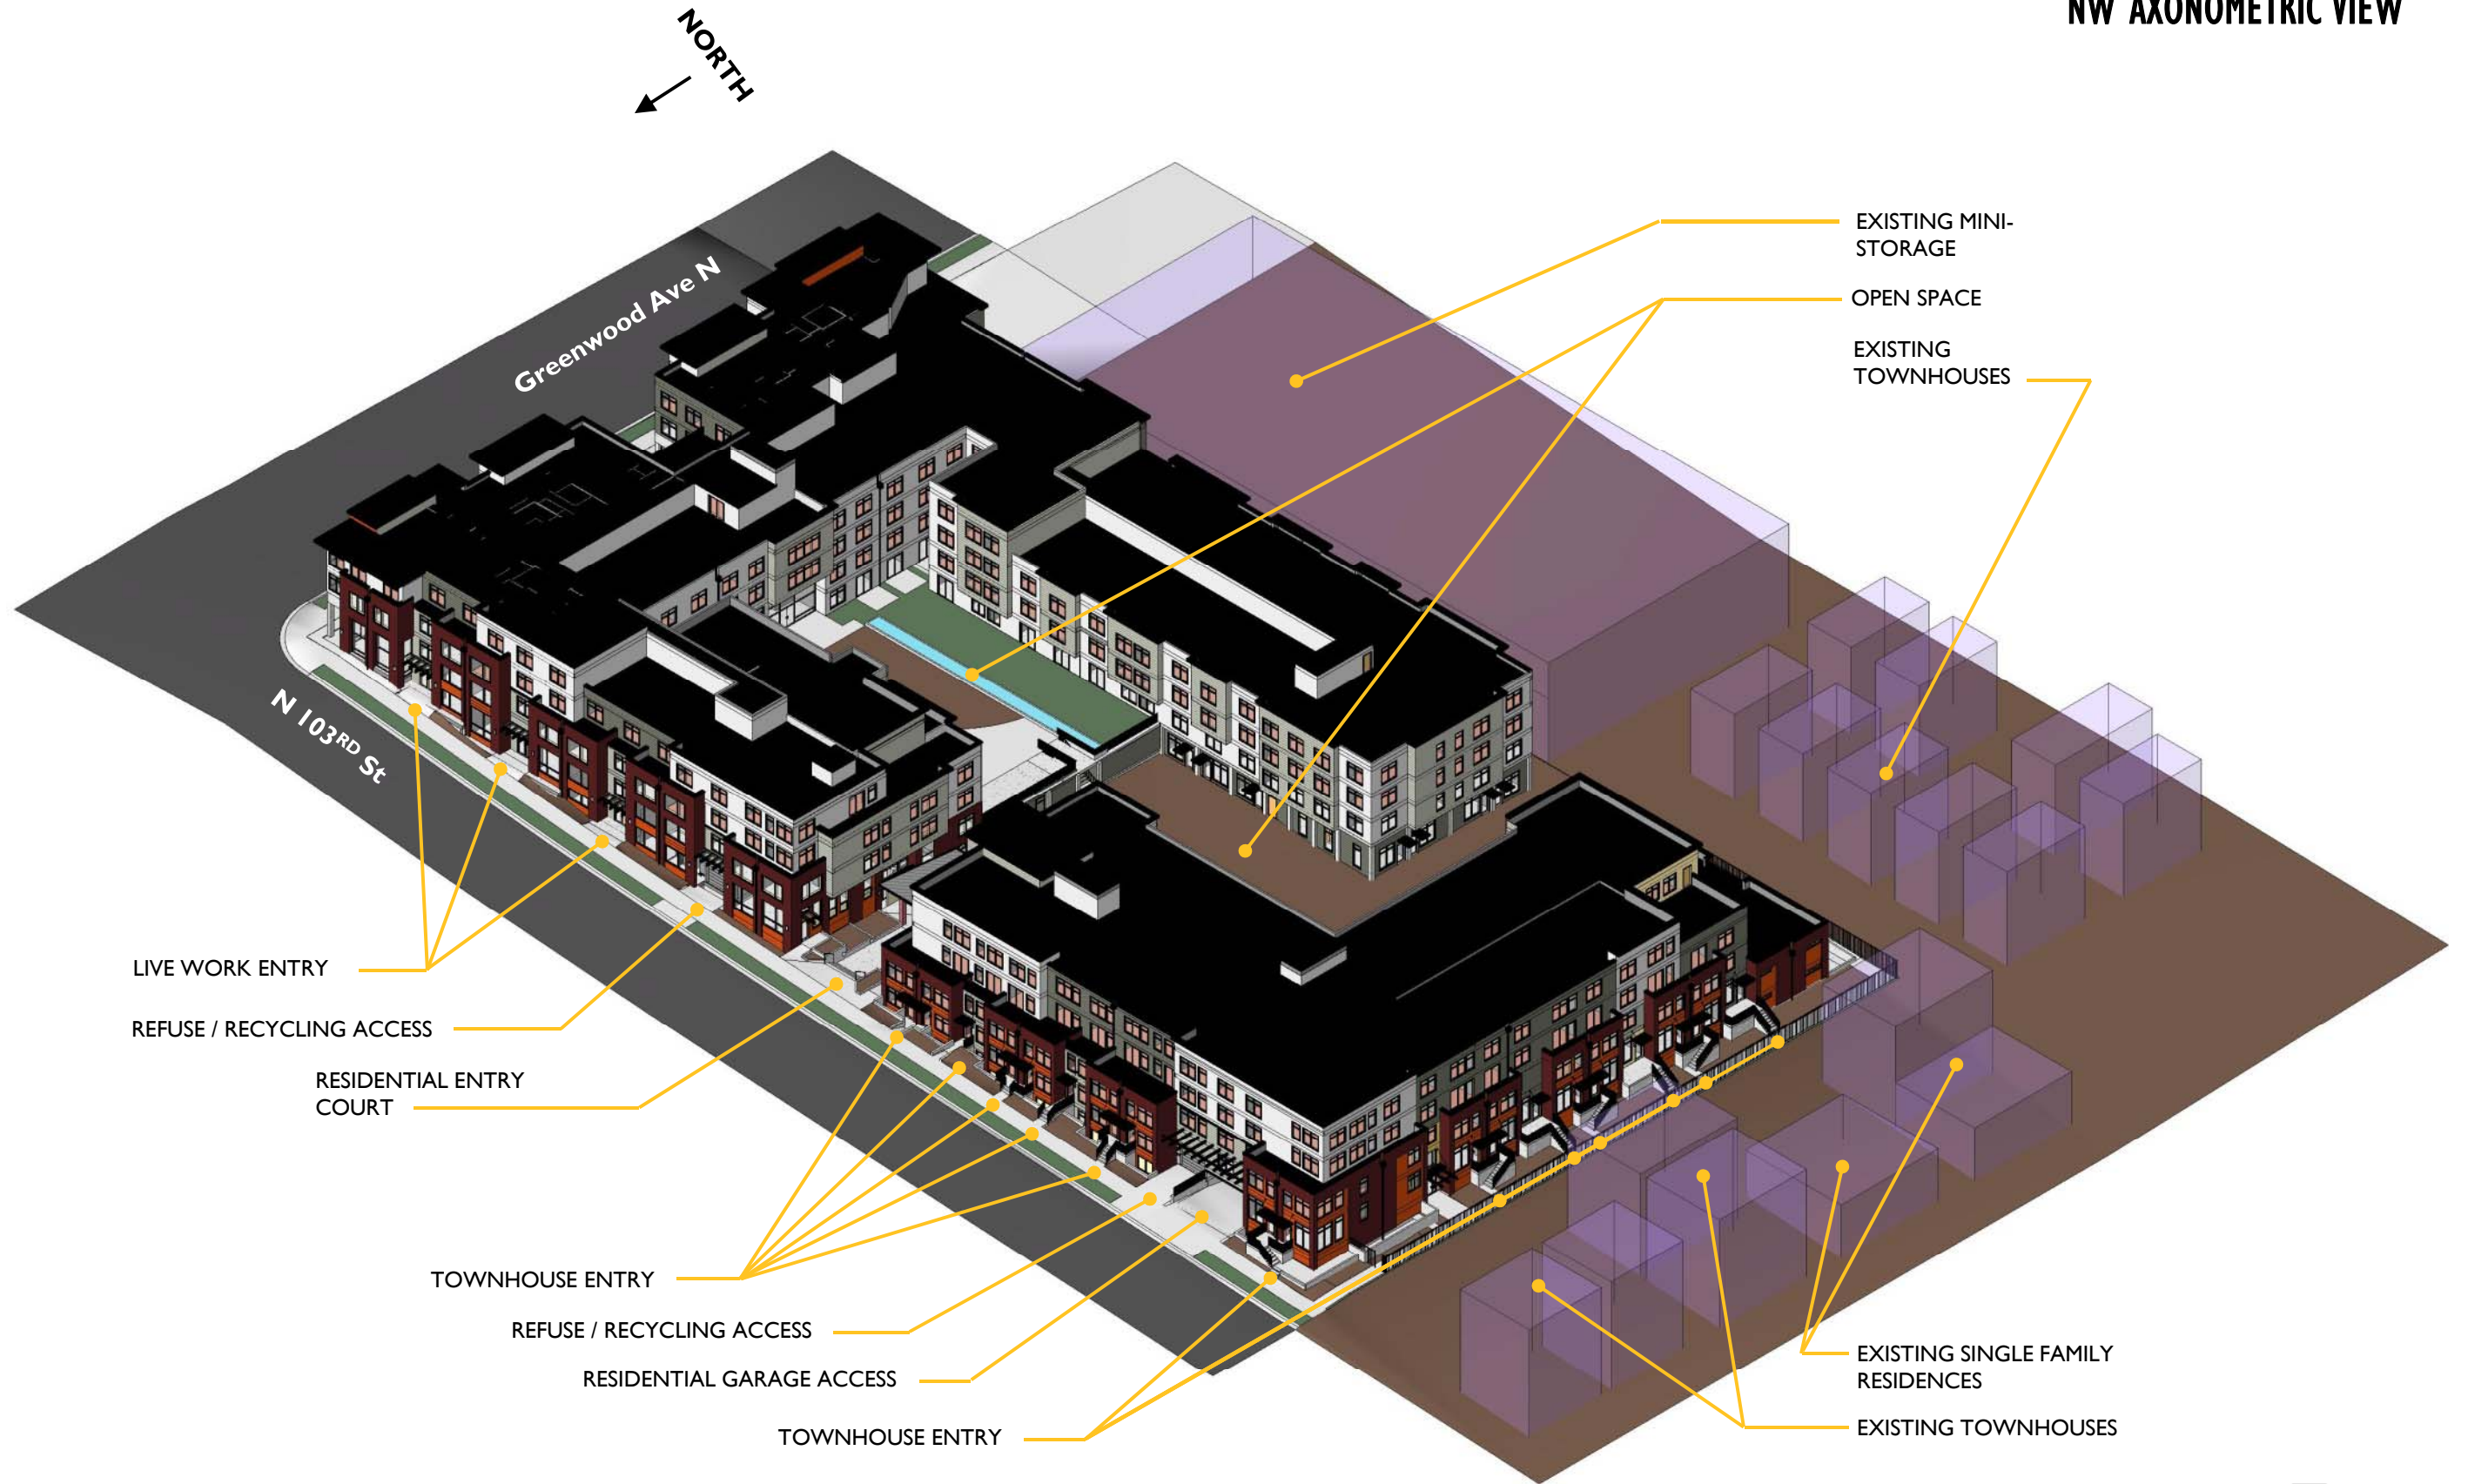 NW AXONOMETRIC VIEW
NORTH
EXISTING MINI-
STORAGE
OPEN SPACE
EXISTING
TOWNHOUSES
Greenwood Ave N
N 103RD St
LIVE WORK ENTRY
REFUSE / RECYCLING ACCESS
RESIDENTIAL ENTRY
COURT
TOWNHOUSE ENTRY
REFUSE / RECYCLING ACCESS
RESIDENTIAL GARAGE ACCESS
TOWNHOUSE ENTRY
EXISTING SINGLE FAMILY
RESIDENCES
EXISTING TOWNHOUSES